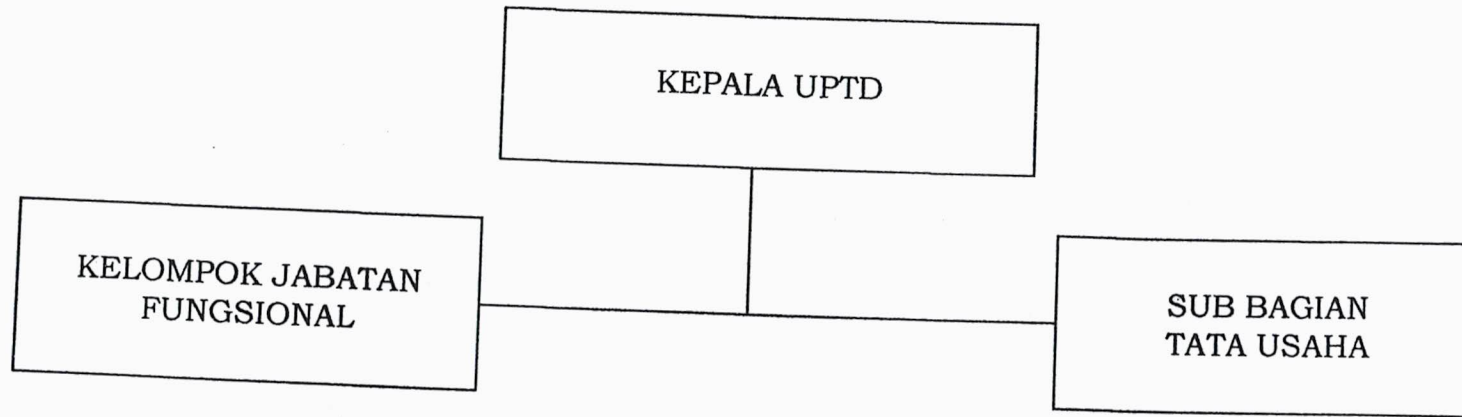 KEPALA UPTD
KELOMPOK JABATAN
FUNGSIONAL
SUB BAGIAN
TATA USAHA